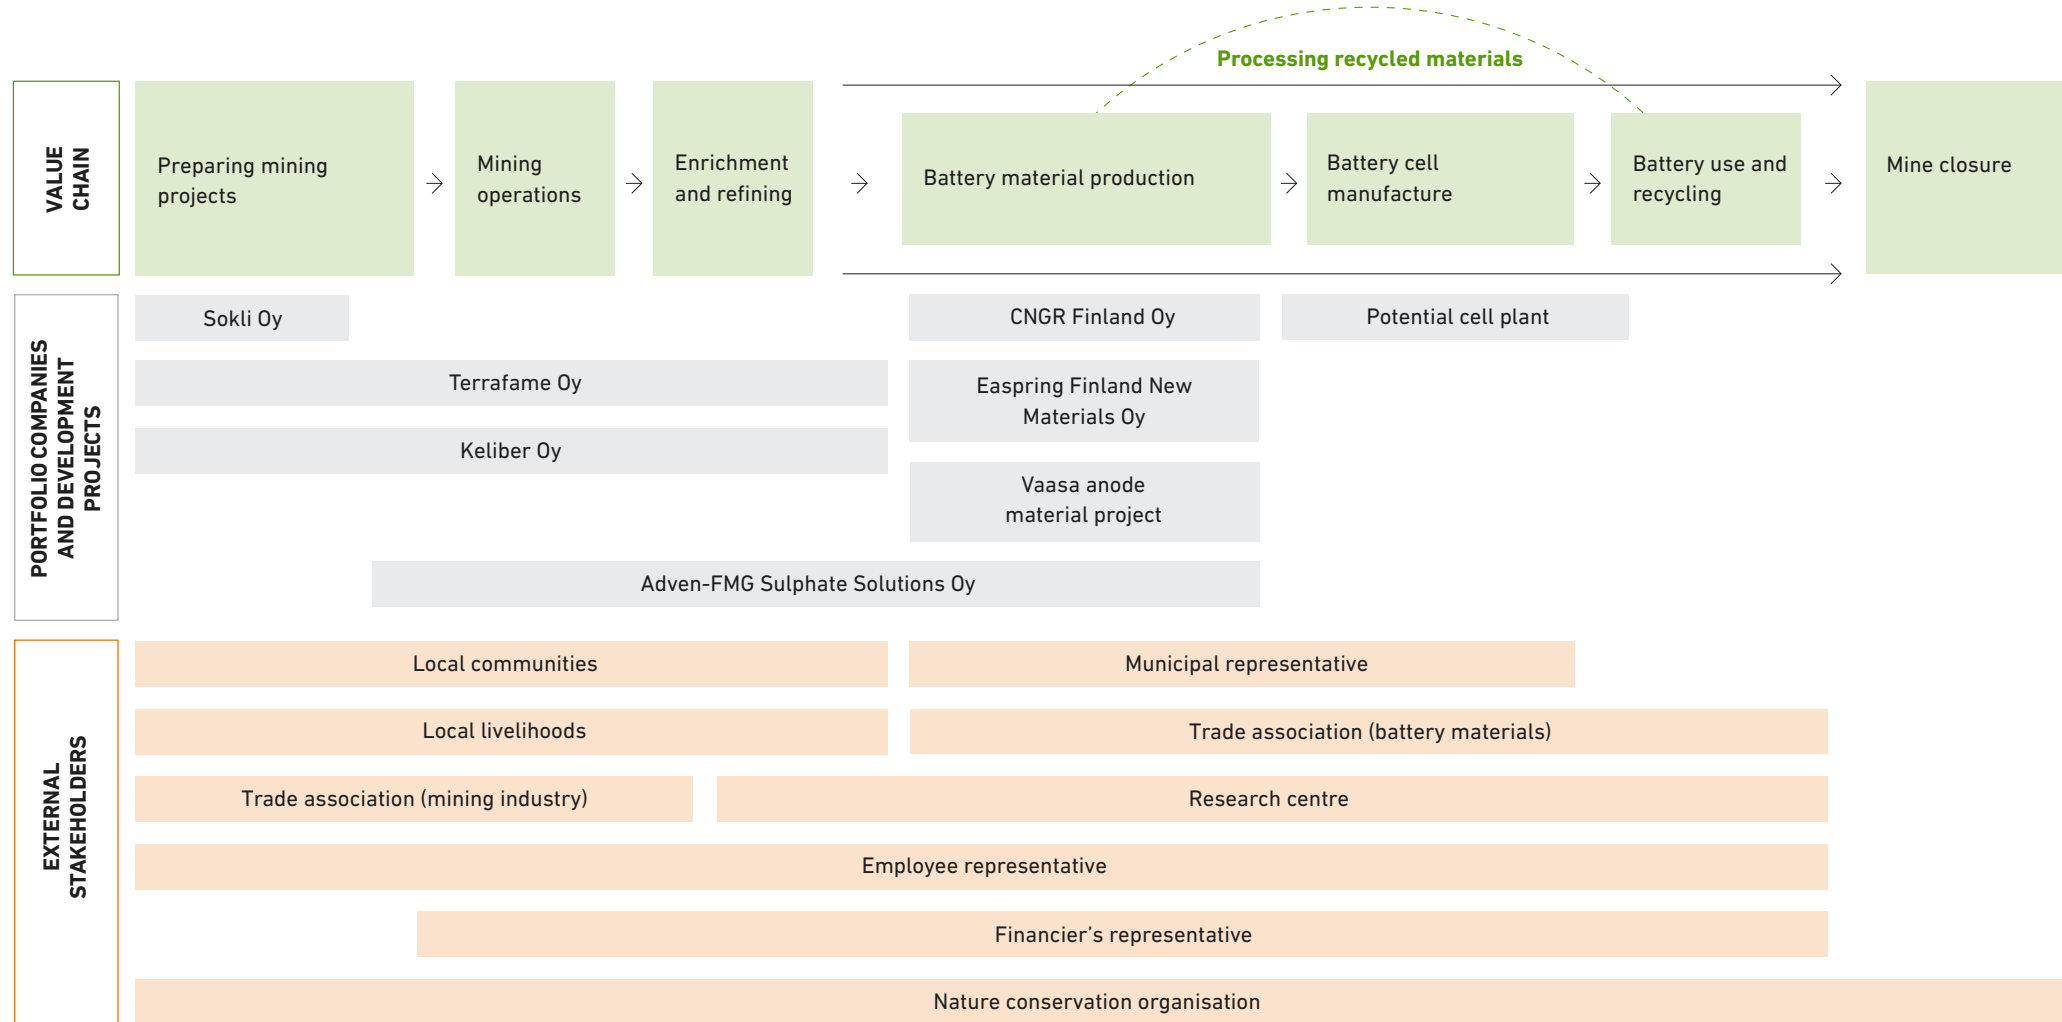 Processing recycled materials
VALUE
CHAIN
Preparing mining
projects
Mining
operations
Enrichment
and refining
Battery material production
Battery cell
manufacture
Battery use and
recycling
Mine closure
PORTFOLIO COMPANIES
AND DEVELOPMENT
PROJECTS
Sokli Oy
CNGR Finland Oy
Potential cell plant
Terrafame Oy
Easpring Finland New
Materials Oy
Keliber Oy
Vaasa anode
material project
Adven-FMG Sulphate Solutions Oy
EXTERNAL
STAKEHOLDERS
Local communities
Municipal representative
Local livelihoods
Trade association (battery materials)
Trade association (mining industry)
Research centre
Employee representative
Financier’s representative
Nature conservation organisation